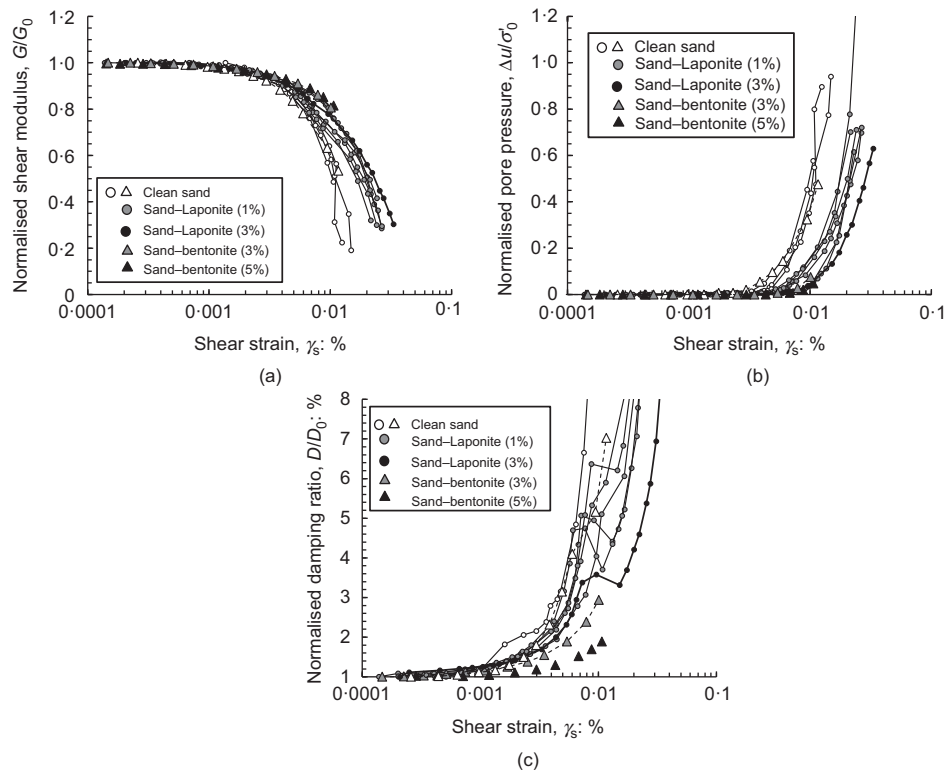 1·2
1·0
0·8
0·6
0·4
0·2
0
Normalised shear modulus, G/G₀
Clean sand
Sand–Laponite (1%)
Sand–Laponite (3%)
Sand–bentonite (3%)
Sand–bentonite (5%)
0·0001
0·001
0·01
0·1
Shear strain, γₛ: %
(a)
1·2
1·0
0·8
0·6
0·4
0·2
0
Normalised pore pressure, Δu/σ′₀
Clean sand
Sand–Laponite (1%)
Sand–Laponite (3%)
Sand–bentonite (3%)
Sand–bentonite (5%)
0·0001
0·001
0·01
0·1
Shear strain, γₛ: %
(b)
8
7
6
5
4
3
2
1
Normalised damping ratio, D/D₀: %
Clean sand
Sand–Laponite (1%)
Sand–Laponite (3%)
Sand–bentonite (3%)
Sand–bentonite (5%)
0·0001
0·001
0·01
0·1
Shear strain, γₛ: %
(c)